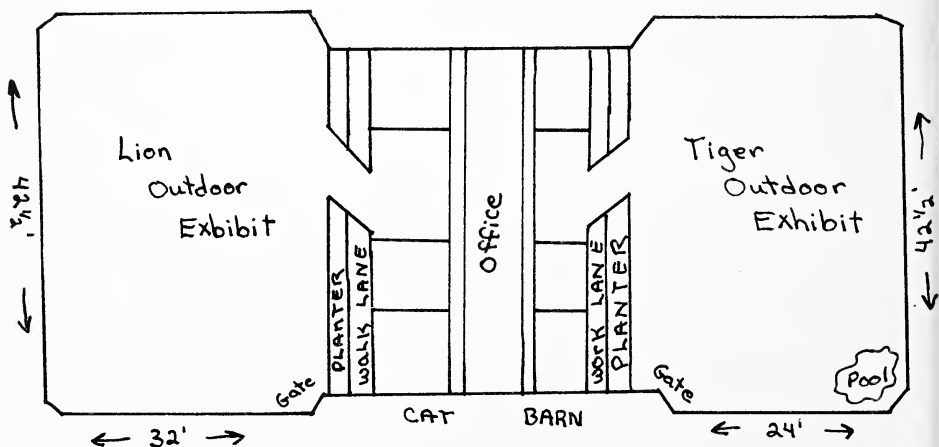 Lion
Outdoor
Exbibit
42½'
32'
Gate
PLANTER
WALK LANE
Office
CAT BARN
WORK LANE
PLANTER
Gate
Tiger
Outdoor
Exhibit
42½'
Pool
24'